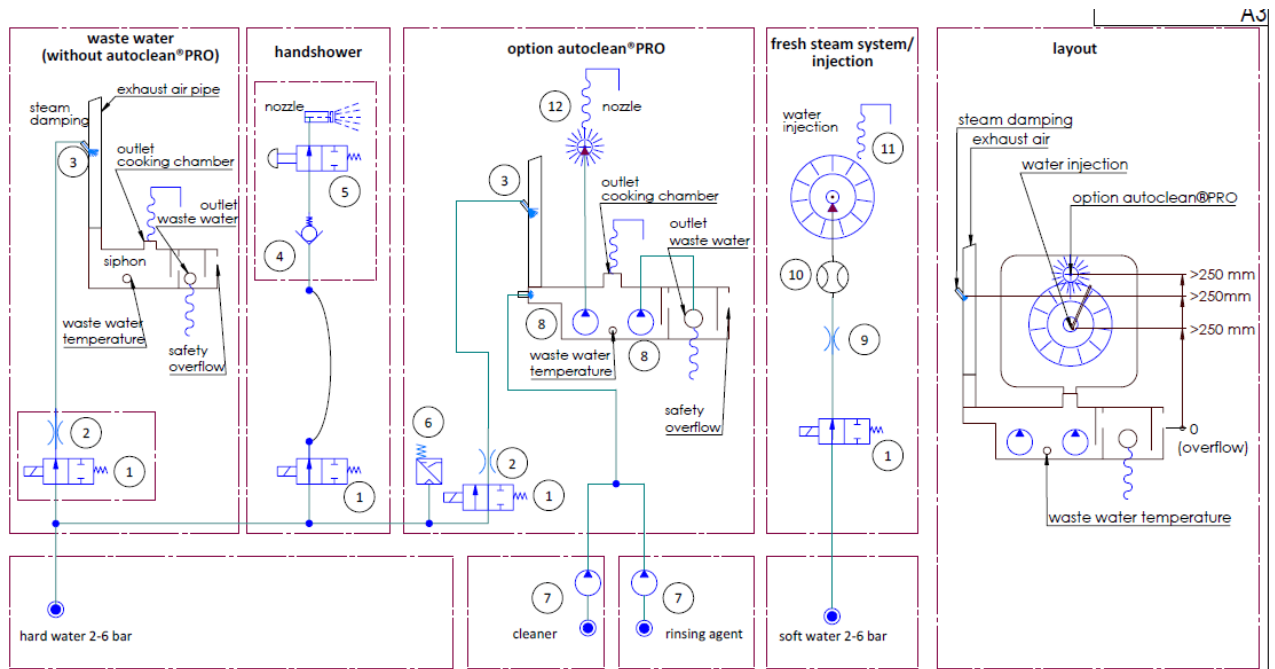 A3
waste water
(without autoclean®PRO)
exhaust air pipe
steam
damping
3
outlet
cooking chamber
outlet
waste water
siphon
waste water
temperature
safety
overflow
2
1
handshower
nozzle
5
4
1
option autoclean®PRO
12
nozzle
3
outlet
cooking chamber
outlet
waste water
8
waste water
temperature
8
safety
overflow
6
2
1
fresh steam system/
injection
water
injection
11
10
9
1
layout
steam damping
exhaust air
water injection
option autoclean®PRO
>250 mm
>250mm
>250 mm
0
(overflow)
waste water temperature
hard water 2-6 bar
7
cleaner
7
rinsing agent
soft water 2-6 bar